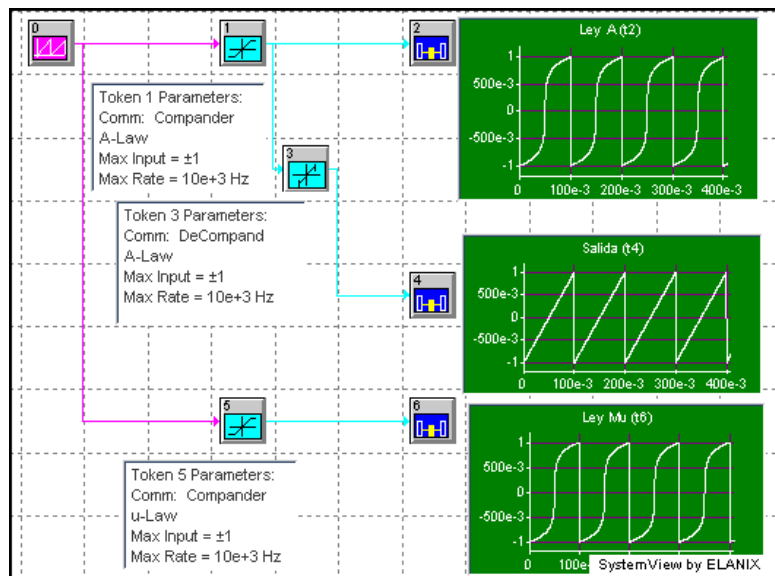 0
1
2
Ley A (t2)
1
500e-3
0
-500e-3
-1
0 100e-3 200e-3 300e-3 400e-3
Token 1 Parameters:
Comm: Compander
A-Law
Max Input = ±1
Max Rate = 10e+3 Hz
3
Token 3 Parameters:
Comm: DeCompand
A-Law
Max Input = ±1
Max Rate = 10e+3 Hz
4
Salida (t4)
1
500e-3
0
-500e-3
-1
0 100e-3 200e-3 300e-3 400e-3
5
6
Ley Mu (t6)
1
500e-3
0
-500e-3
-1
0 100e-3
Token 5 Parameters:
Comm: Compander
u-Law
Max Input = ±1
Max Rate = 10e+3 Hz
SystemView by ELANIX